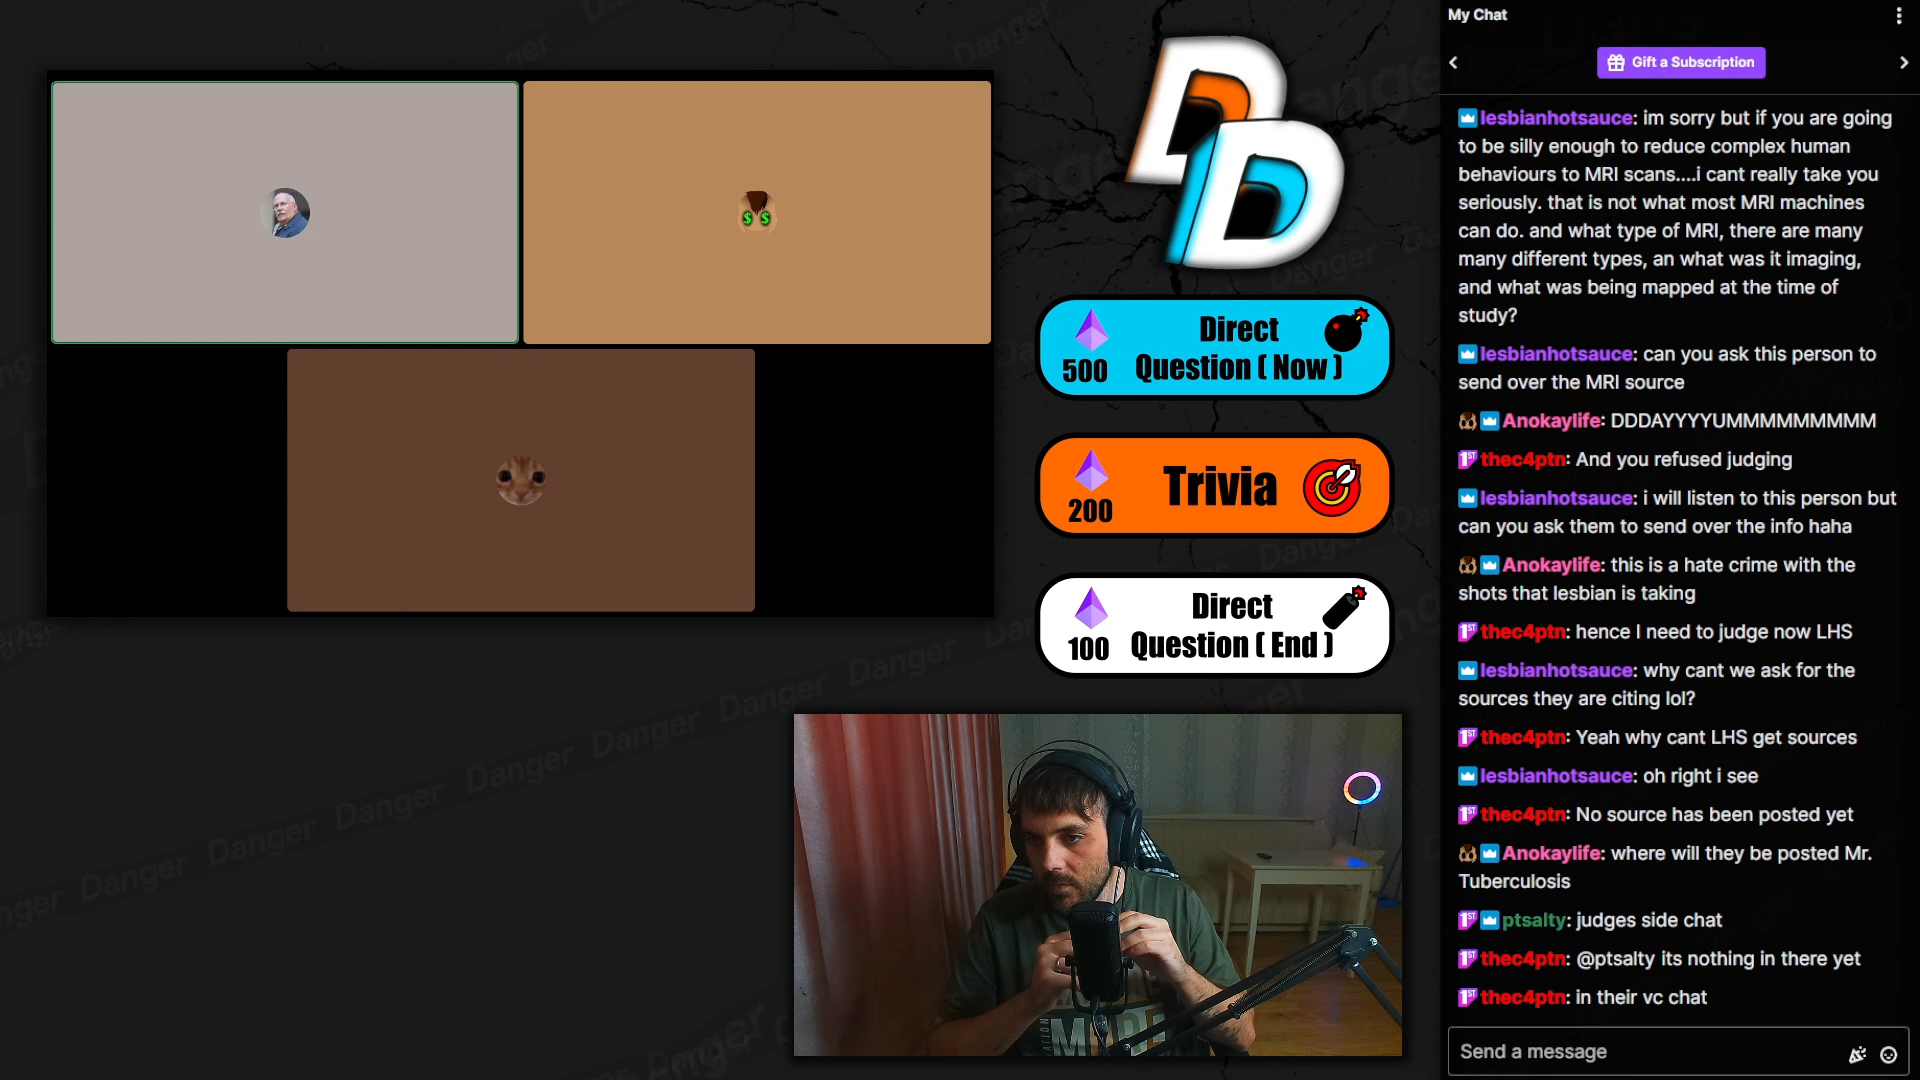 My Chat
Gift a Subscription
lesbianhotsauce: im sorry but if you are going
to be silly enough to reduce complex human
behaviours to MRI scans....i cant really take you
seriously. that is not what most MRI machines
can do. and what type of MRI, there are many
many different types, an what was it imaging,
and what was being mapped at the time of
study?
lesbianhotsauce: can you ask this person to
send over the MRI source
Anokaylife: DDDAYYYYUMMMMMMMMM
thec4ptn: And you refused judging
lesbianhotsauce: i will listen to this person but
can you ask them to send over the info haha
Anokaylife: this is a hate crime with the
shots that lesbian is taking
thec4ptn: hence I need to judge now LHS
lesbianhotsauce: why cant we ask for the
sources they are citing lol?
thec4ptn: Yeah why cant LHS get sources
lesbianhotsauce: oh right i see
thec4ptn: No source has been posted yet
Anokaylife: where will they be posted Mr.
Tuberculosis
ptsalty: judges side chat
thec4ptn: @ptsalty its nothing in there yet
thec4ptn: in their vc chat
Send a message
DD
500
Direct
Question ( Now )
200
Trivia
100
Direct
Question ( End )
Danger Danger Danger Danger Danger Danger Danger